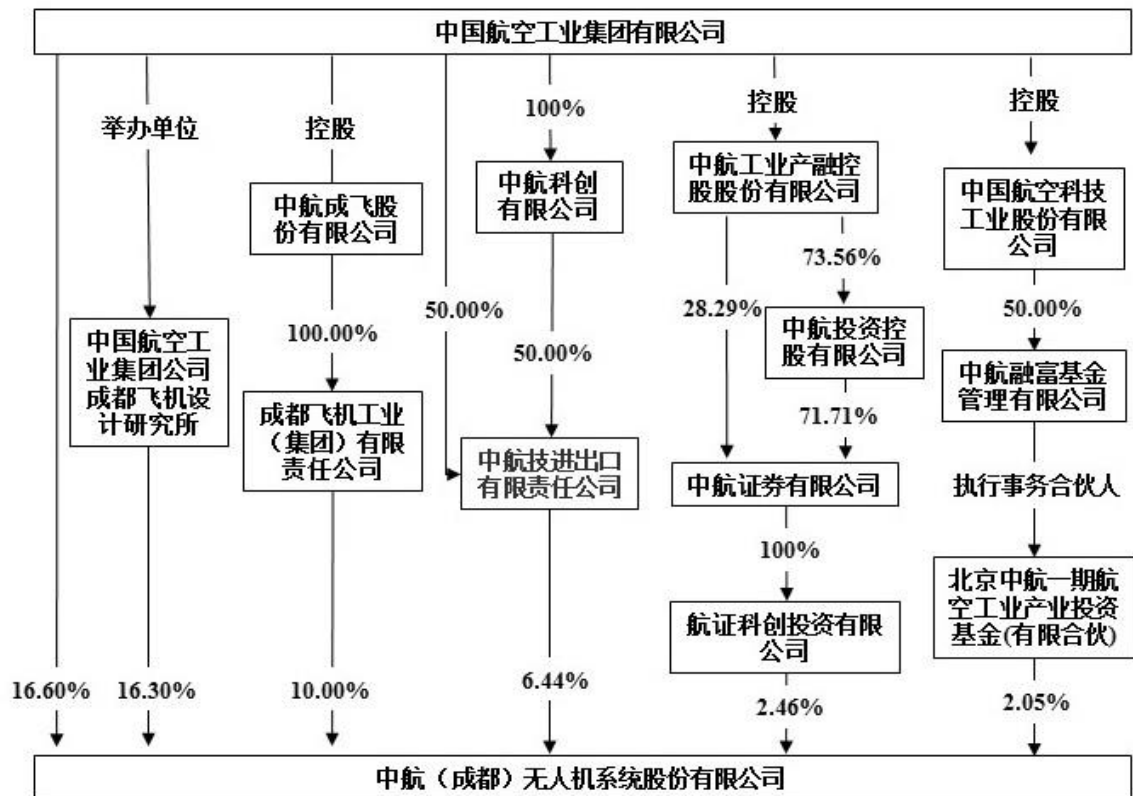 中国航空工业集团有限公司
举办单位
控股
100%
控股
控股
中航科创
有限公司
中航工业产融控
股股份有限公司
中国航空科技
工业股份有限
公司
中航成飞股
份有限公司
73.56%
50.00%
28.29%
50.00%
100.00%
50.00%
中国航空工
业集团公司
成都飞机设
计研究所
中航投资控
股有限公司
中航融富基金
管理有限公司
成都飞机工业
（集团）有限
责任公司
71.71%
中航技进出口
有限责任公司
中航证券有限公司
执行事务合伙人
100%
北京中航一期航
空工业产业投资
基金(有限合伙)
航证科创投资有限
公司
16.60%
16.30%
10.00%
6.44%
2.46%
2.05%
中航（成都）无人机系统股份有限公司